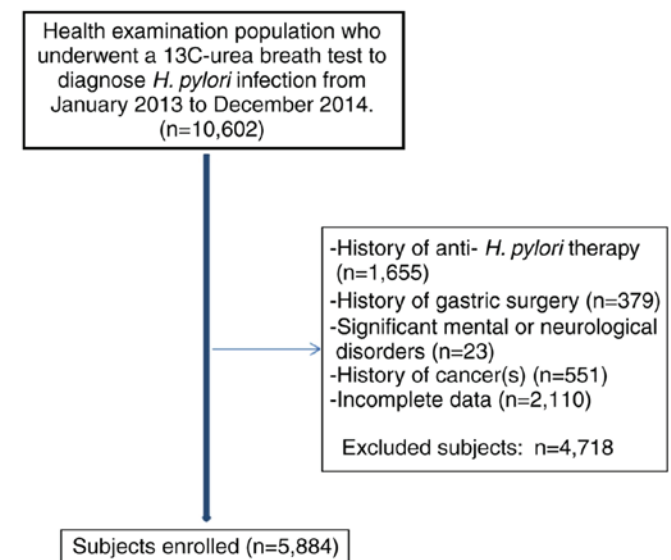 Health examination population who
underwent a 13C-urea breath test to
diagnose H. pylori infection from
January 2013 to December 2014.
(n=10,602)
-History of anti- H. pylori therapy
(n=1,655)
-History of gastric surgery (n=379)
-Significant mental or neurological
disorders (n=23)
-History of cancer(s) (n=551)
-Incomplete data (n=2,110)
Excluded subjects: n=4,718
Subjects enrolled (n=5,884)